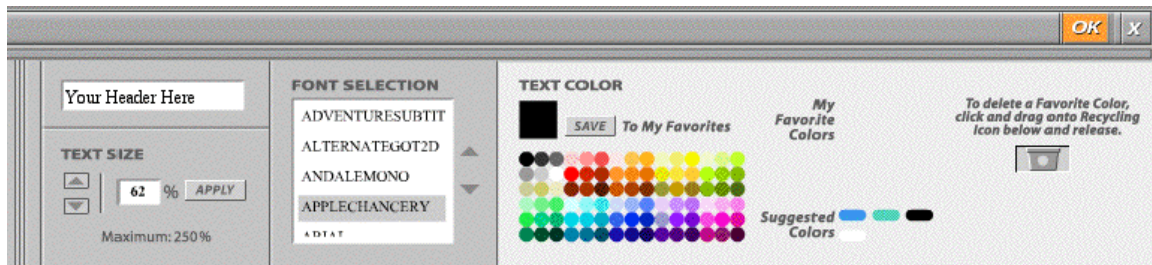 OK X
Your Header Here
TEXT SIZE
62 % APPLY
Maximum: 250%
FONT SELECTION
ADVENTURESUBTIT
ALTERNATEGOT2D
ANDALEMONO
APPLECHANCERY
ARIAL
TEXT COLOR
SAVE To My Favorites
My
Favorite
Colors
Suggested
Colors
To delete a Favorite Color,
click and drag onto Recycling
Icon below and release.